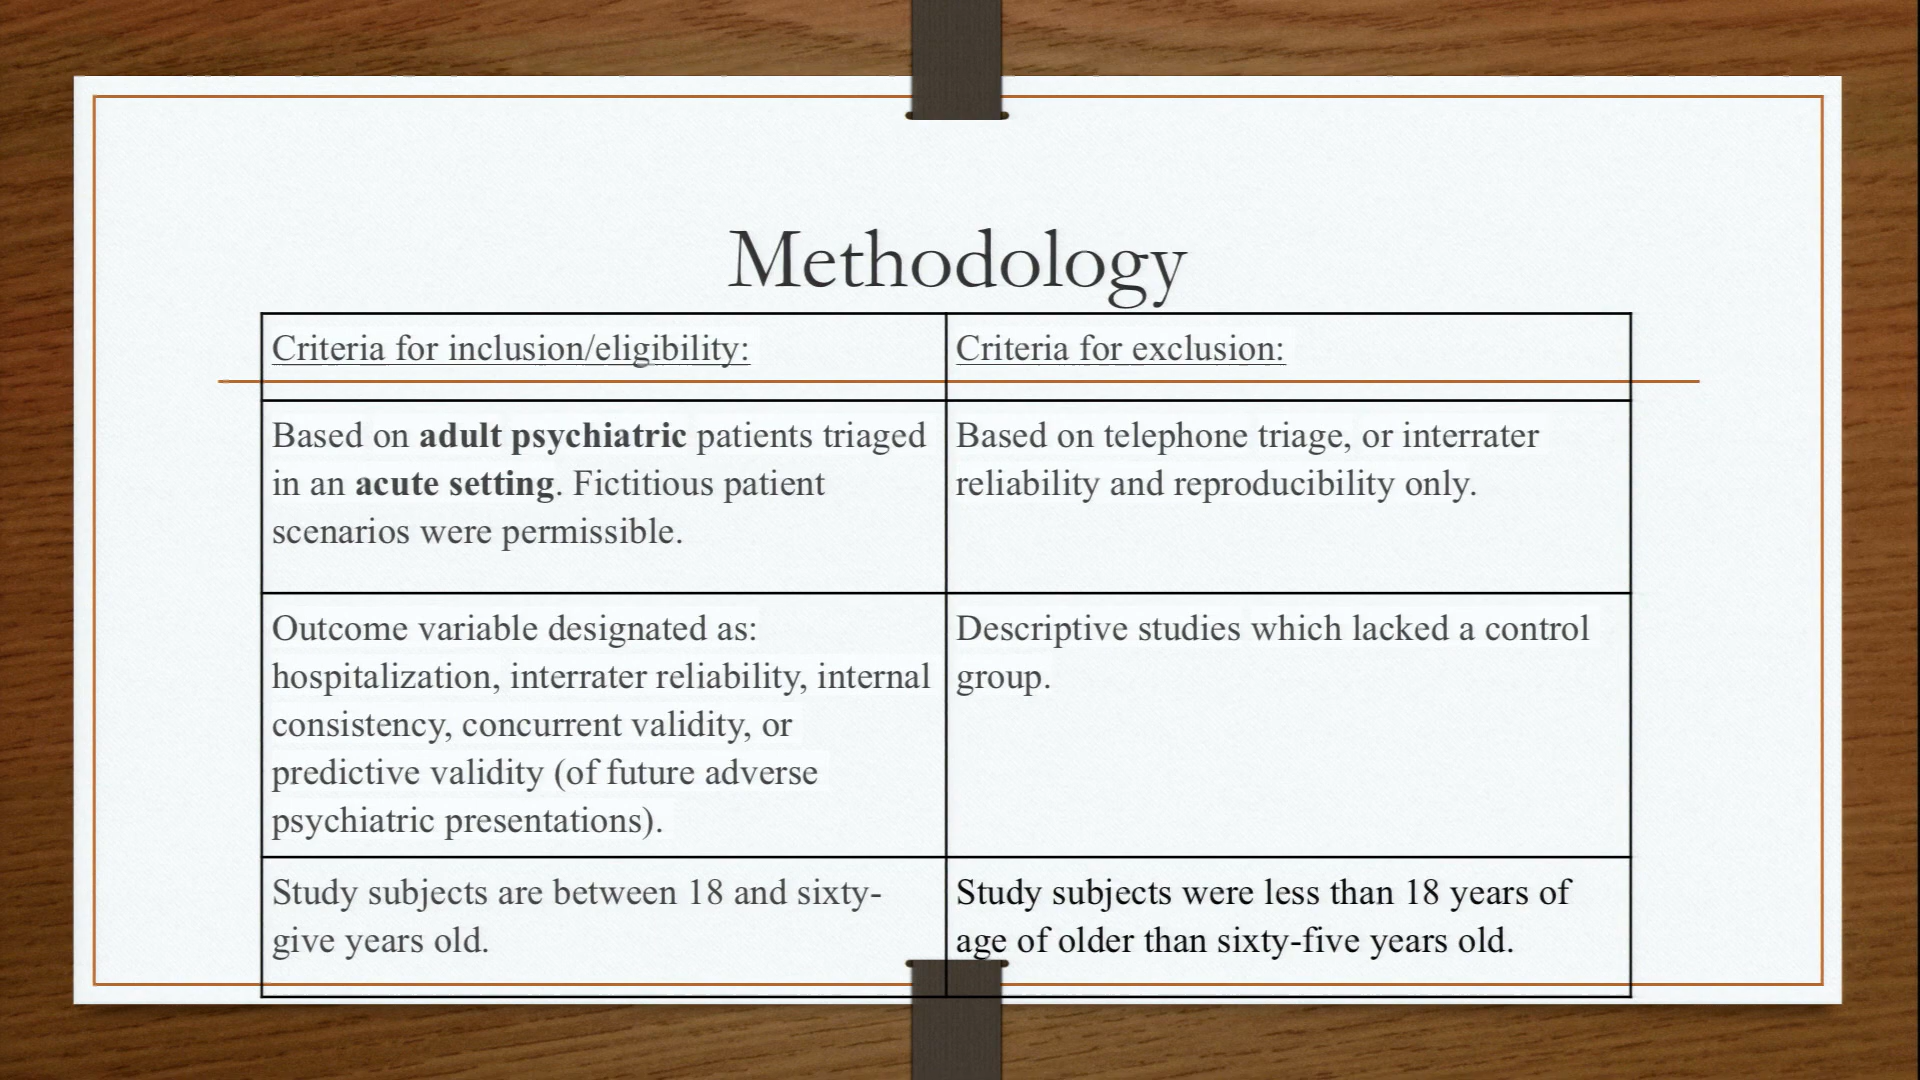 Methodology
Criteria for inclusion/eligibility:
Criteria for exclusion:
Based on adult psychiatric patients triaged
in an acute setting. Fictitious patient
scenarios were permissible.
Based on telephone triage, or interrater
reliability and reproducibility only.
Outcome variable designated as:
hospitalization, interrater reliability, internal
consistency, concurrent validity, or
predictive validity (of future adverse
psychiatric presentations).
Descriptive studies which lacked a control
group.
Study subjects are between 18 and sixty-
give years old.
Study subjects were less than 18 years of
age of older than sixty-five years old.